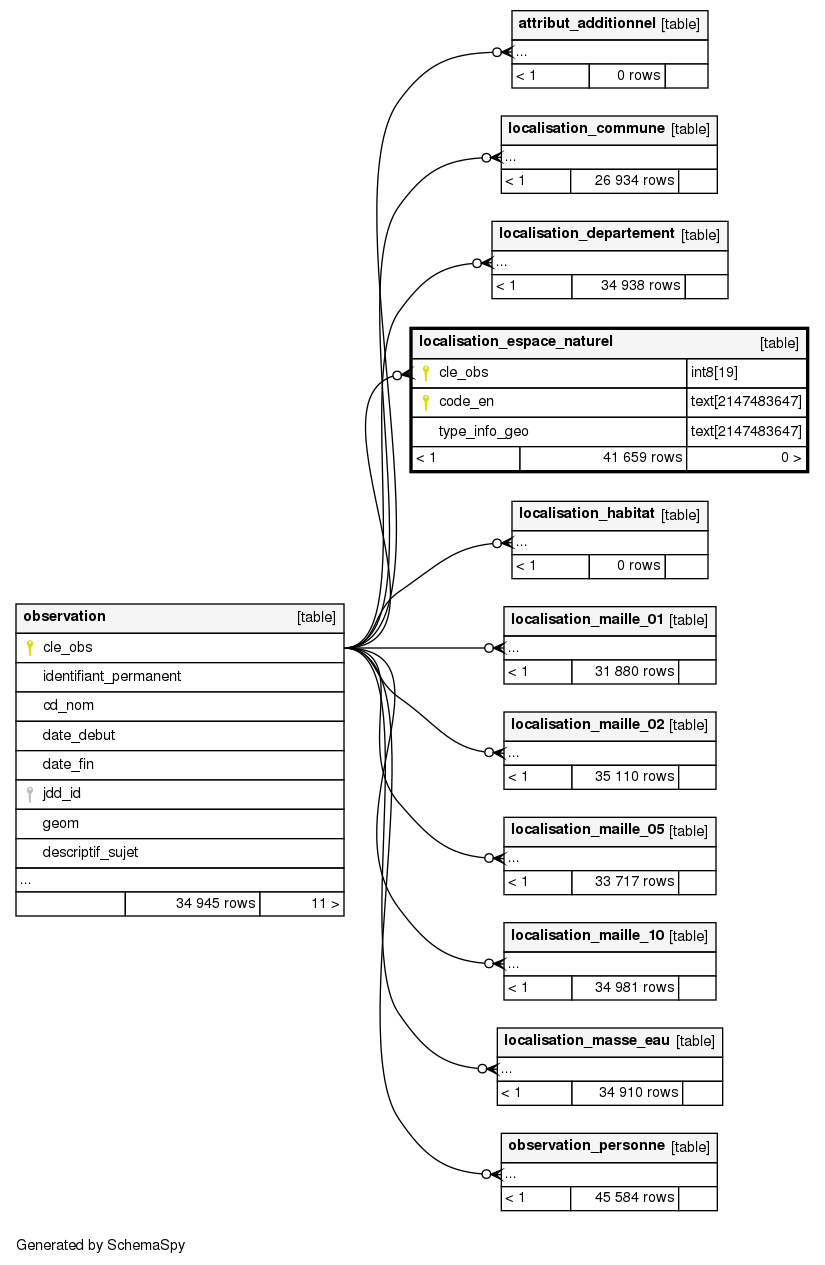 attribut_additionnel [table]
...
< 1 0 rows
localisation_commune [table]
...
< 1 26 934 rows
localisation_departement [table]
...
< 1 34 938 rows
localisation_espace_naturel [table]
cle_obs int8[19]
code_en text[2147483647]
type_info_geo text[2147483647]
< 1 41 659 rows 0 >
localisation_habitat [table]
...
< 1 0 rows
observation [table]
cle_obs
identifiant_permanent
cd_nom
date_debut
date_fin
jdd_id
geom
descriptif_sujet
...
34 945 rows 11 >
localisation_maille_01 [table]
...
< 1 31 880 rows
localisation_maille_02 [table]
...
< 1 35 110 rows
localisation_maille_05 [table]
...
< 1 33 717 rows
localisation_maille_10 [table]
...
< 1 34 981 rows
localisation_masse_eau [table]
...
< 1 34 910 rows
observation_personne [table]
...
< 1 45 584 rows
Generated by SchemaSpy